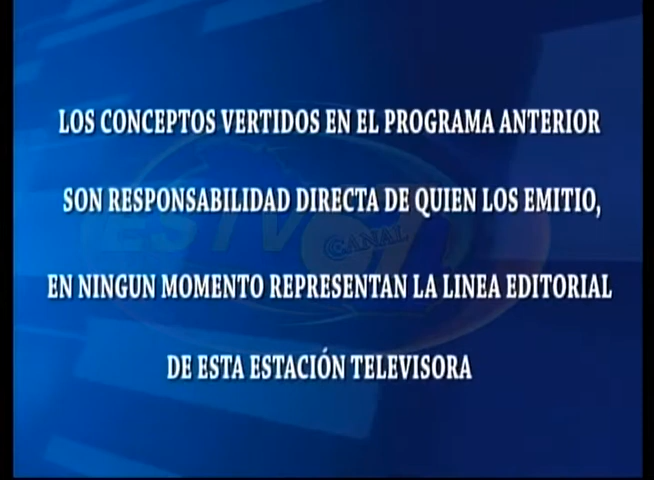 LOS CONCEPTOS VERTIDOS EN EL PROGRAMA ANTERIOR
SON RESPONSABILIDAD DIRECTA DE QUIEN LOS EMITIO,
CANAL
EN NINGUN MOMENTO REPRESENTAN LA LINEA EDITORIAL
DE ESTA ESTACIÓN TELEVISORA